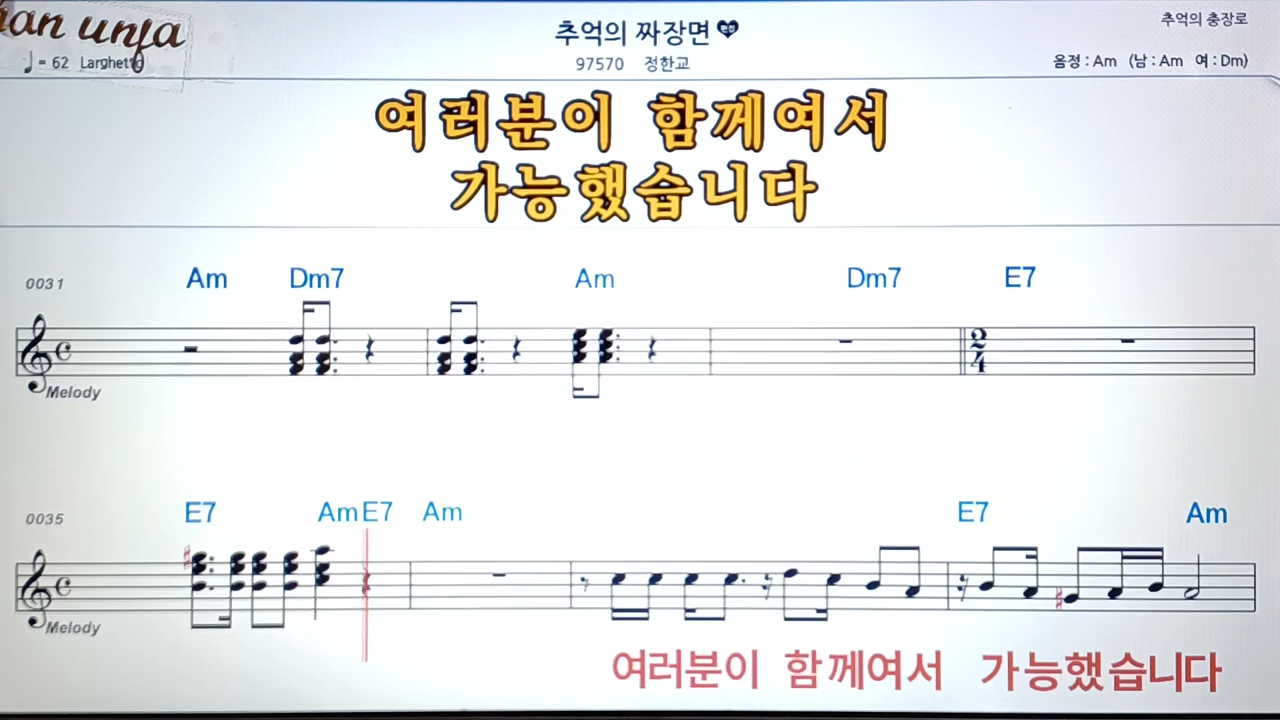 추억의 짜장면
추억의 충장로
♩= 62 Larghetto
97570 정한교
음정 : Am (남 : Am 여 : Dm)
여러분이 함께여서
가능했습니다
0031 Am Dm7 Am Dm7 E7
2
4
Melody
0035 E7 Am E7 Am E7 Am
Melody
여러분이 함께여서 가능했습니다